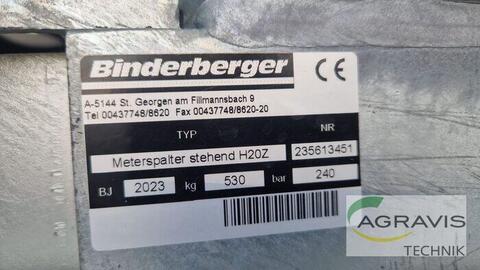 Binderberger
CE
A-5144 St. Georgen am Fillmannsbach 9
Tel 00437748/8620 Fax 00437748/8620-20
TYP NR
Meterspalter stehend H20Z 235613451
BJ 2023 kg 530 bar 240
AGRAVIS
TECHNIK